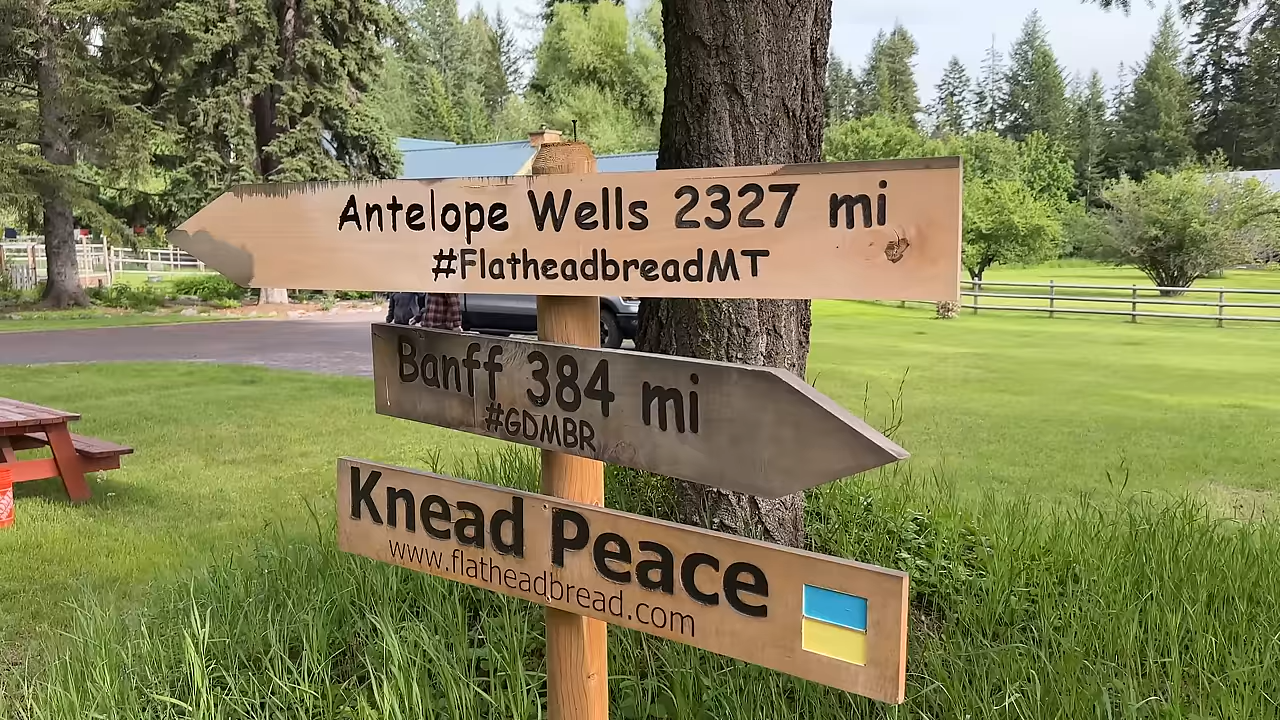 Antelope Wells 2327 mi
#FlatheadbreadMT
Banff 384 mi
#GDMBR
Knead Peace
www.flatheadbread.com